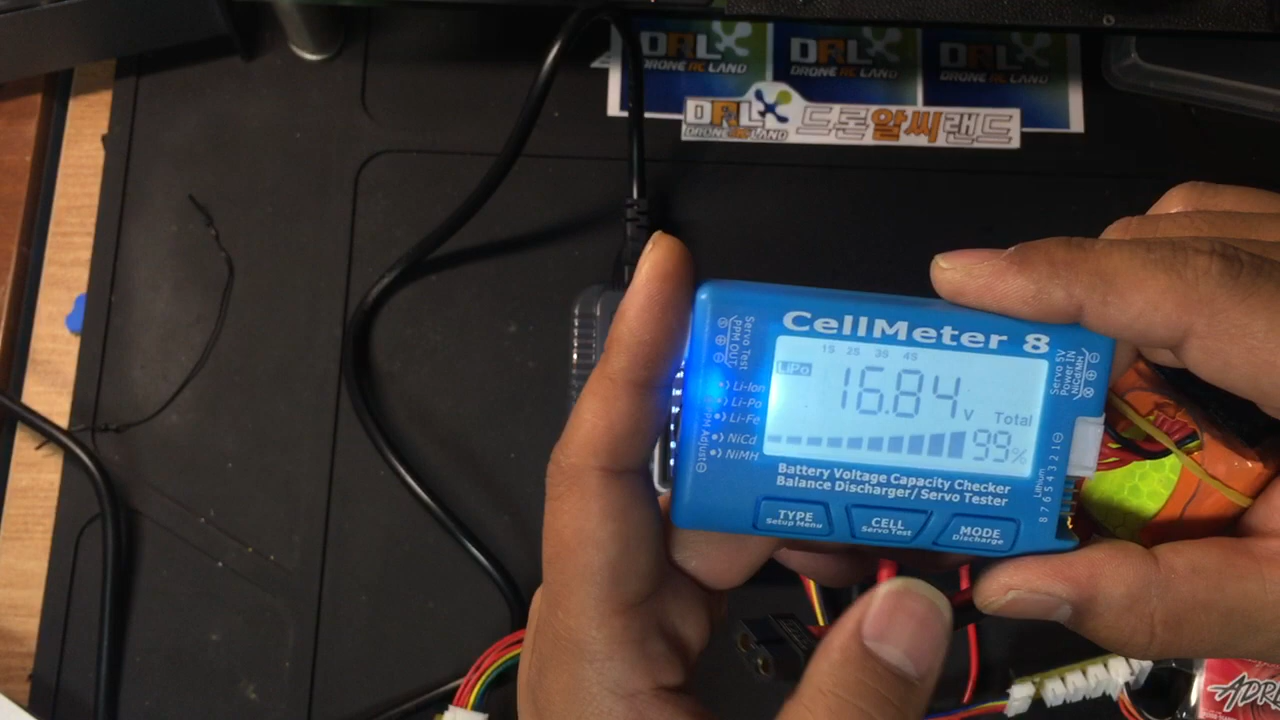 DRL DRL DRL
DRONE RC LAND DRONE RC LAND DRONE RC LAND
DRL 드론알씨랜드
DRONE RC LAND
CellMeter 8
1S 2S 3S 4S
LiPo
16.84 V
Total
99%
Servo Test
PPM OUT
Li-Ion
Li-Po
Li-Fe
NiCd
NiMH
PPM Adjust
Servo 5V
Power IN
NiCd/MH
Lithium
8 7 6 5 4 3 2 1
Battery Voltage Capacity Checker
Balance Discharger/Servo Tester
TYPE
Setup Menu
CELL
Servo Test
MODE
Discharge